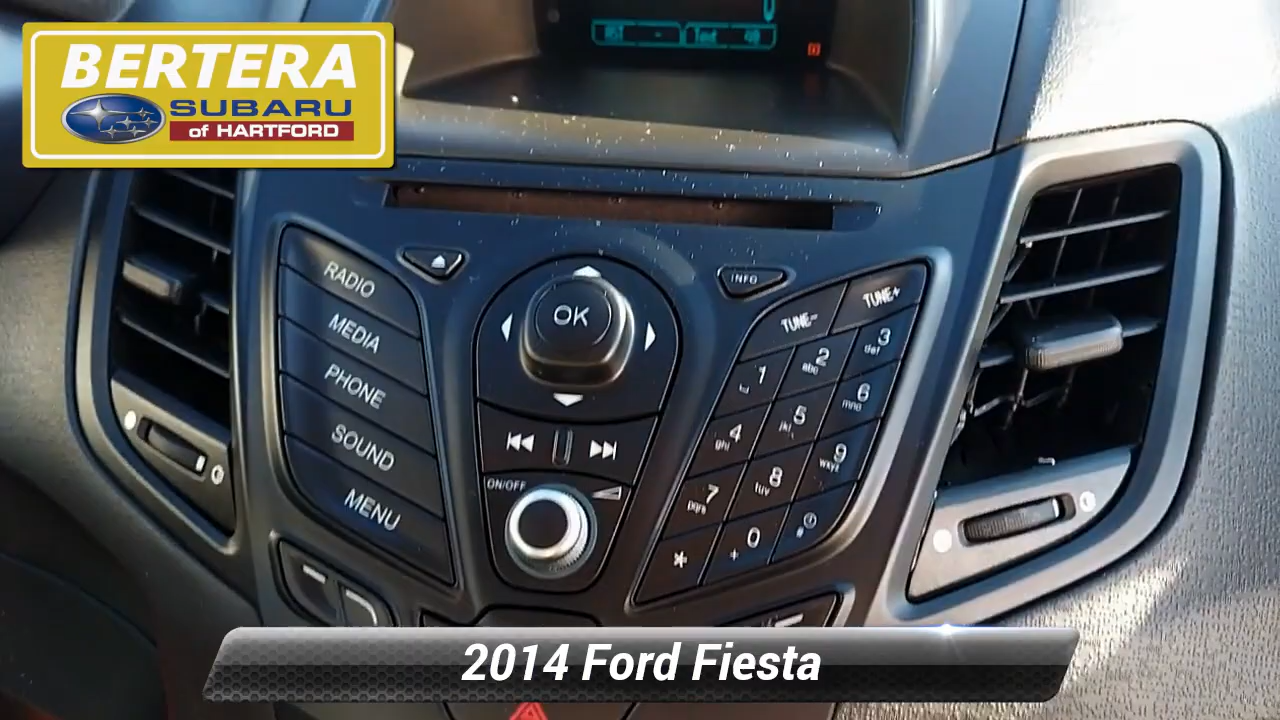 BERTERA
SUBARU
of HARTFORD
INFO
RADIO
OK
TUNE- TUNE+
MEDIA
1 2 abc 3 def
PHONE
4 ghi 5 jkl 6 mno
SOUND
7 pqrs 8 tuv 9 wxyz
ON/OFF
MENU
* 0 + #
2014 Ford Fiesta